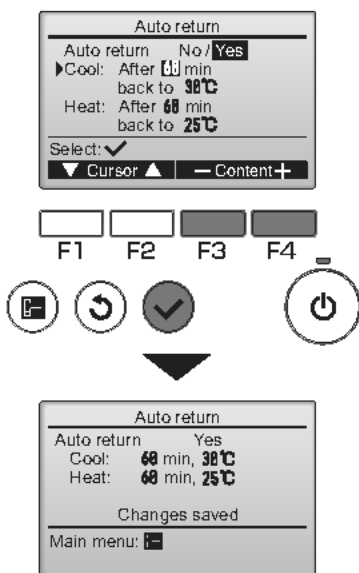 Auto return
Auto return No / Yes
Cool: After 60 min
back to 30℃
Heat: After 60 min
back to 25℃
Select: ✔
▼ Cursor ▲ − Content +
F1 F2 F3 F4
Auto return
Auto return Yes
Cool: 60 min, 30℃
Heat: 60 min, 25℃
Changes saved
Main menu: